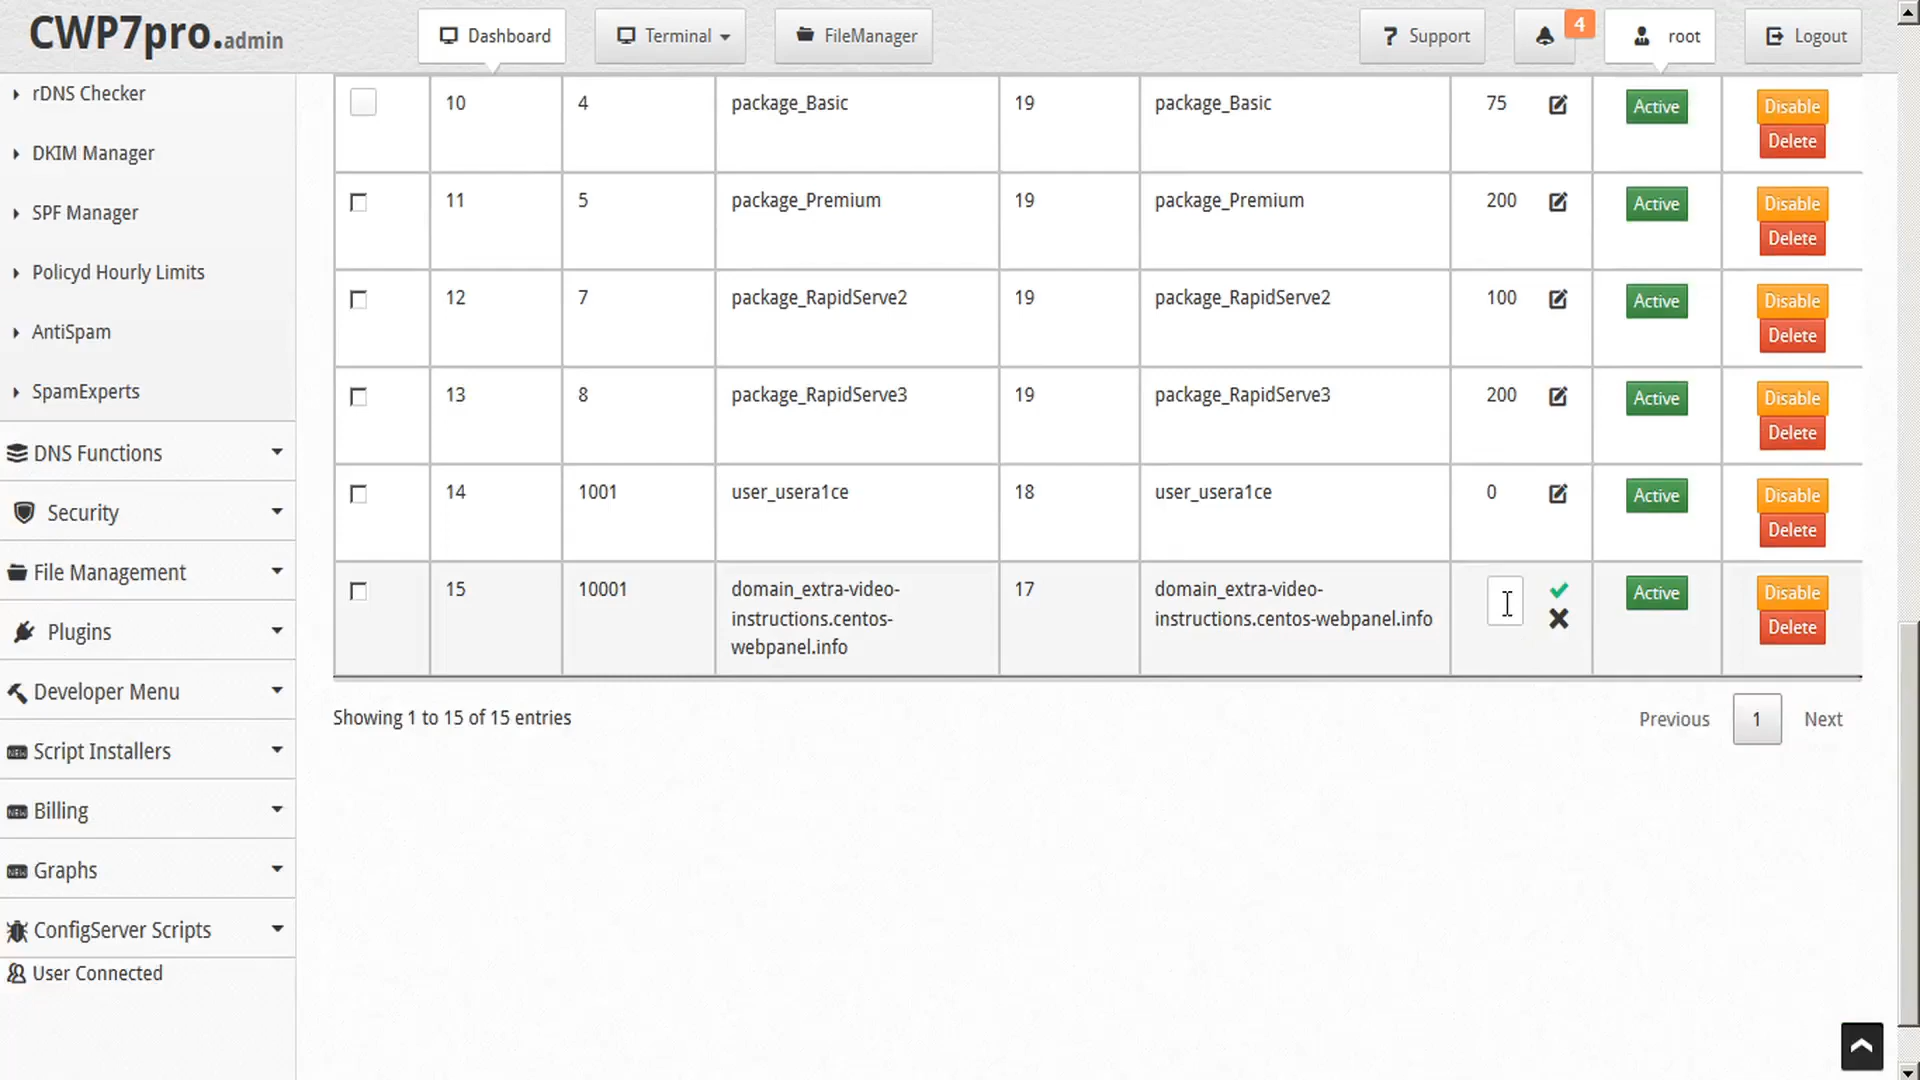 CWP7pro.admin
Dashboard
Terminal
FileManager
Support
4
root
Logout
rDNS Checker
DKIM Manager
SPF Manager
Policyd Hourly Limits
AntiSpam
SpamExperts
DNS Functions
Security
File Management
Plugins
Developer Menu
Script Installers
Billing
Graphs
ConfigServer Scripts
User Connected
10 4 package_Basic 19 package_Basic 75 Active Disable
Delete
11 5 package_Premium 19 package_Premium 200 Active Disable
Delete
12 7 package_RapidServe2 19 package_RapidServe2 100 Active Disable
Delete
13 8 package_RapidServe3 19 package_RapidServe3 200 Active Disable
Delete
14 1001 user_usera1ce 18 user_usera1ce 0 Active Disable
Delete
15 10001 domain_extra-video- 17 domain_extra-video- Active Disable
instructions.centos- instructions.centos-webpanel.info Delete
webpanel.info
Showing 1 to 15 of 15 entries
Previous 1 Next